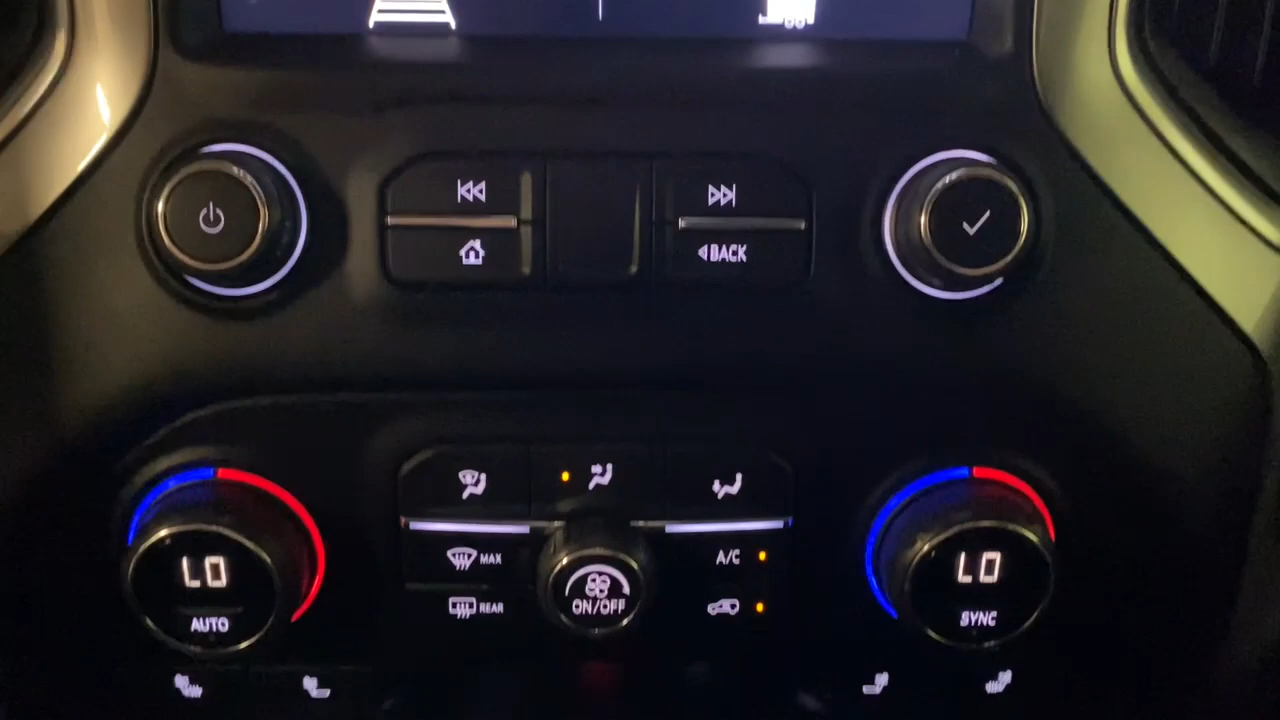 BACK
MAX
A/C
LO
ON/OFF
LO
REAR
AUTO
SYNC